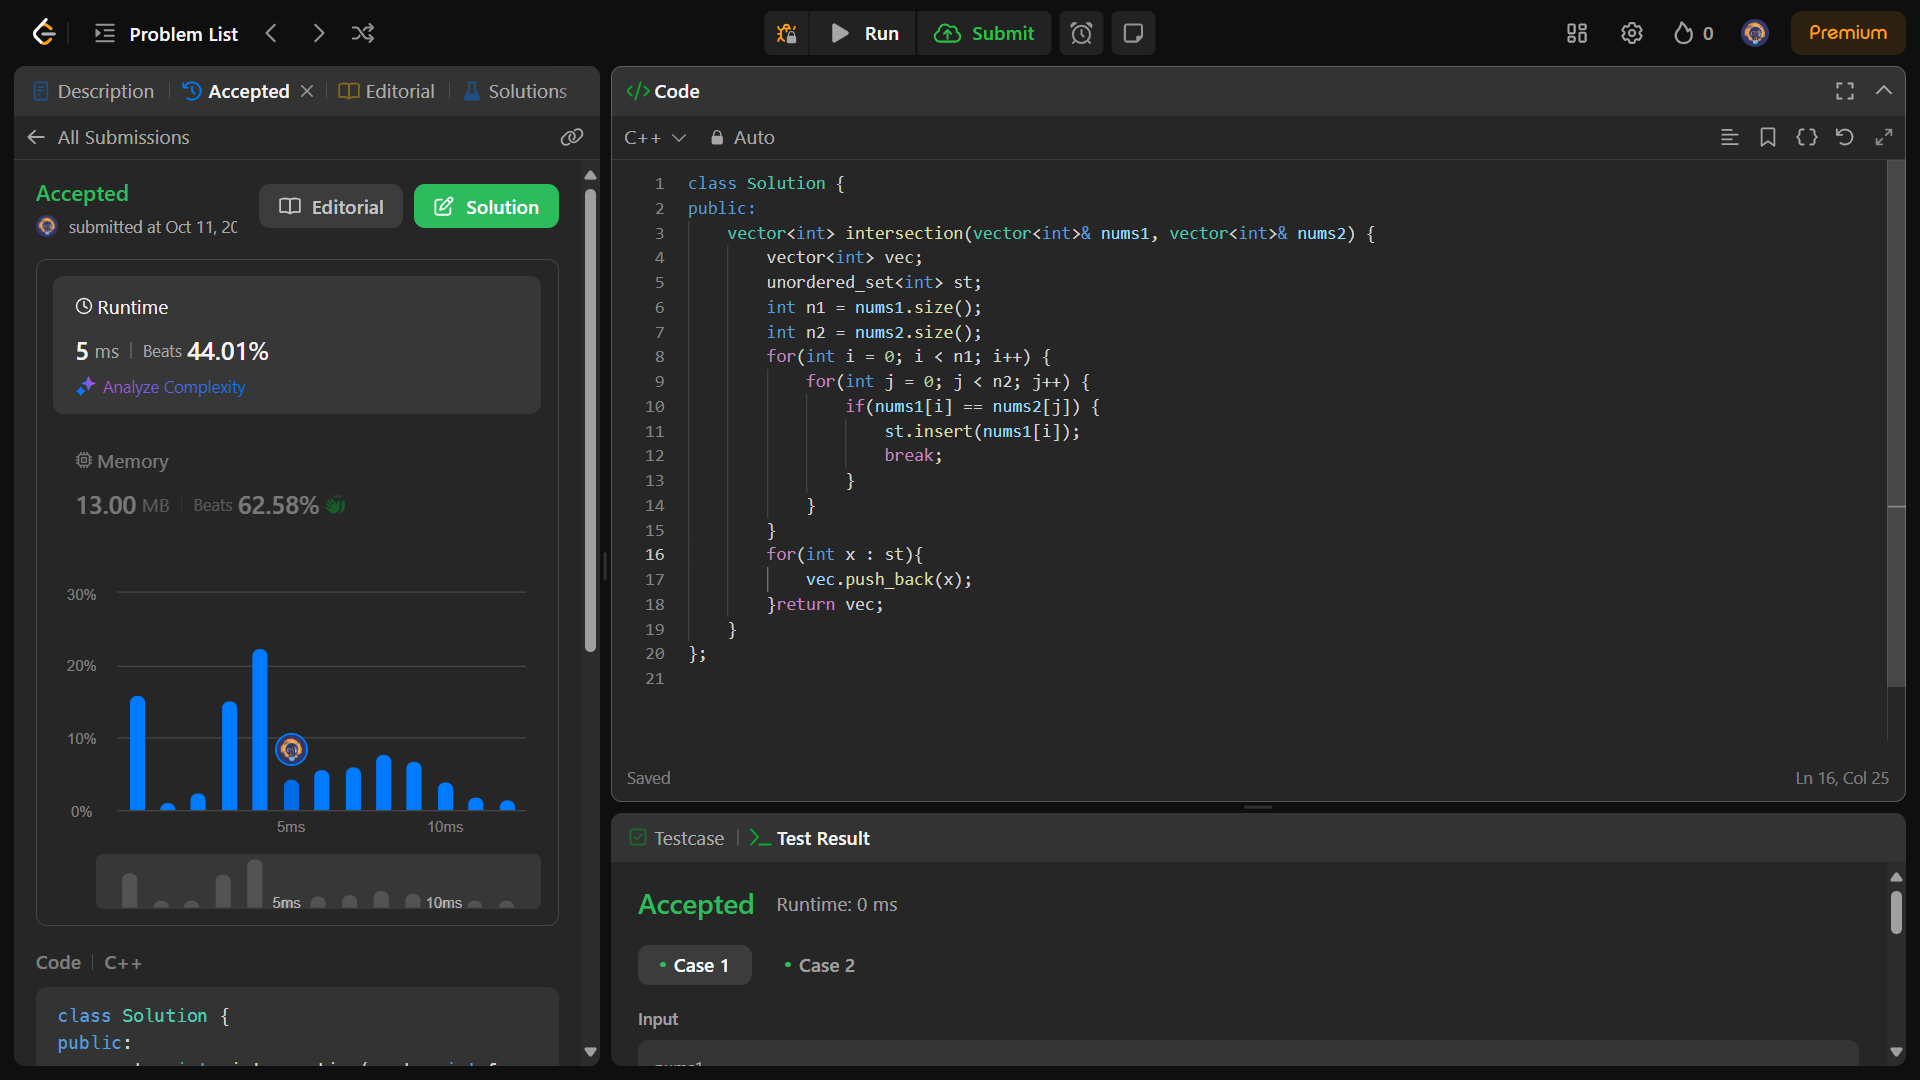 Problem List
Run
Submit
0
Premium
Description
Accepted
Editorial
Solutions
All Submissions
Accepted
submitted at Oct 11, 20
Editorial
Solution
Runtime
5 ms
Beats 44.01%
Analyze Complexity
Memory
13.00 MB
Beats 62.58%
30%
20%
10%
0%
5ms
10ms
5ms
10ms
Code
C++
class Solution {
public:
Code
C++
Auto
1 class Solution {
2 public:
3     vector<int> intersection(vector<int>& nums1, vector<int>& nums2) {
4         vector<int> vec;
5         unordered_set<int> st;
6         int n1 = nums1.size();
7         int n2 = nums2.size();
8         for(int i = 0; i < n1; i++) {
9             for(int j = 0; j < n2; j++) {
10                 if(nums1[i] == nums2[j]) {
11                     st.insert(nums1[i]);
12                     break;
13                 }
14             }
15         }
16         for(int x : st){
17             vec.push_back(x);
18         }return vec;
19     }
20 };
21
Saved
Ln 16, Col 25
Testcase
Test Result
Accepted
Runtime: 0 ms
Case 1
Case 2
Input